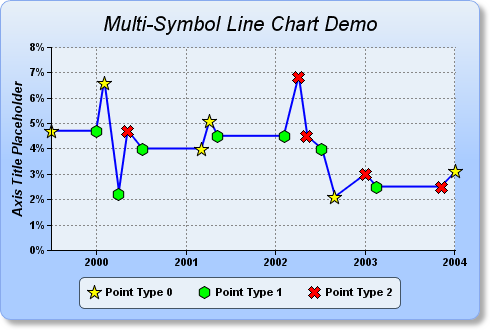 Multi-Symbol Line Chart Demo
Axis Title Placeholder
8%
7%
6%
5%
4%
3%
2%
1%
0%
2000 2001 2002 2003 2004
Point Type 0 Point Type 1 Point Type 2